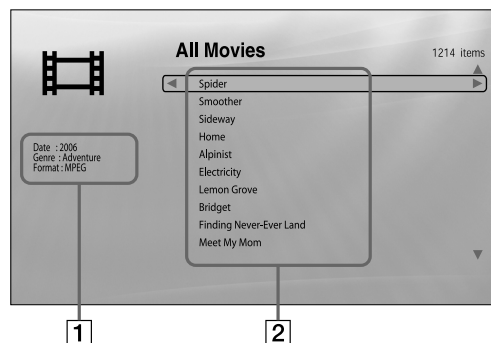 All Movies
1214 items
Spider
Smoother
Sideway
Home
Alpinist
Electricity
Lemon Grove
Bridget
Finding Never-Ever Land
Meet My Mom
Date : 2006
Genre : Adventure
Format : MPEG
1
2